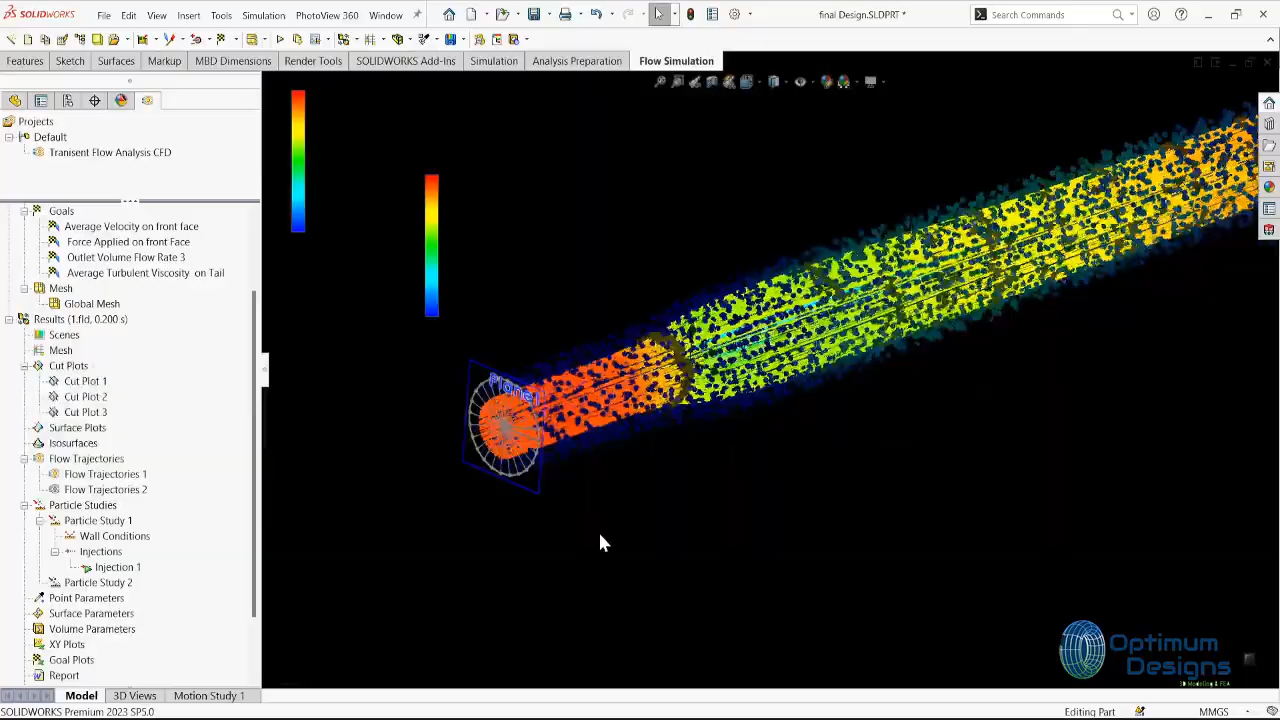 SOLIDWORKS File Edit View Insert Tools Simulation PhotoView 360 Window final Design.SLDPRT * Search Commands
Features Sketch Surfaces Markup MBD Dimensions Render Tools SOLIDWORKS Add-Ins Simulation Analysis Preparation Flow Simulation
Projects
Default
Transisent Flow Analysis CFD
Goals
Average Velocity on front face
Force Applied on front Face
Outlet Volume Flow Rate 3
Average Turbulent Viscosity on Tail
Mesh
Global Mesh
Results (1.fld, 0.200 s)
Scenes
Mesh
Cut Plots
Cut Plot 1
Cut Plot 2
Cut Plot 3
Surface Plots
Isosurfaces
Flow Trajectories
Flow Trajectories 1
Flow Trajectories 2
Particle Studies
Particle Study 1
Wall Conditions
Injections
Injection 1
Particle Study 2
Point Parameters
Surface Parameters
Volume Parameters
XY Plots
Goal Plots
Report
Plane1
Optimum
Designs
3D Modeling & FEA
Model 3D Views Motion Study 1
SOLIDWORKS Premium 2023 SP5.0 Editing Part MMGS